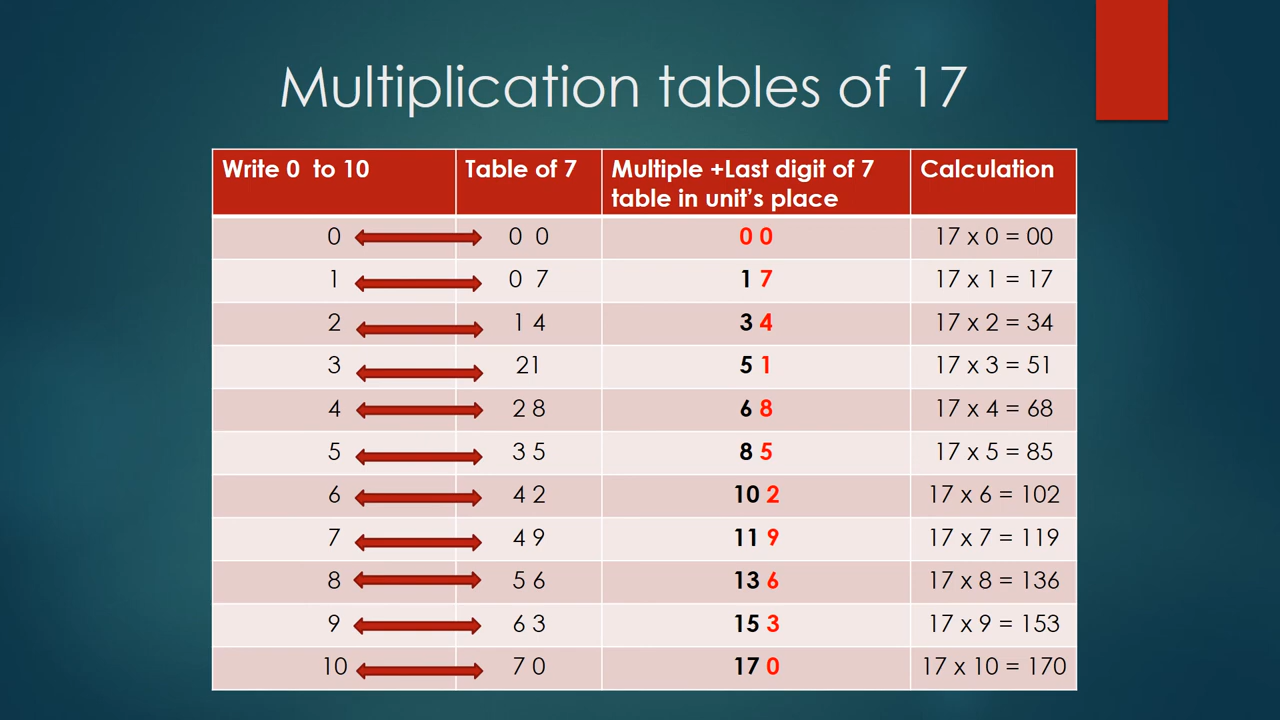 Multiplication tables of 17
Write 0 to 10 Table of 7 Multiple +Last digit of 7 table in unit's place Calculation
0 0 0 0 0 17 x 0 = 00
1 0 7 1 7 17 x 1 = 17
2 1 4 3 4 17 x 2 = 34
3 21 5 1 17 x 3 = 51
4 2 8 6 8 17 x 4 = 68
5 3 5 8 5 17 x 5 = 85
6 4 2 10 2 17 x 6 = 102
7 4 9 11 9 17 x 7 = 119
8 5 6 13 6 17 x 8 = 136
9 6 3 15 3 17 x 9 = 153
10 7 0 17 0 17 x 10 = 170